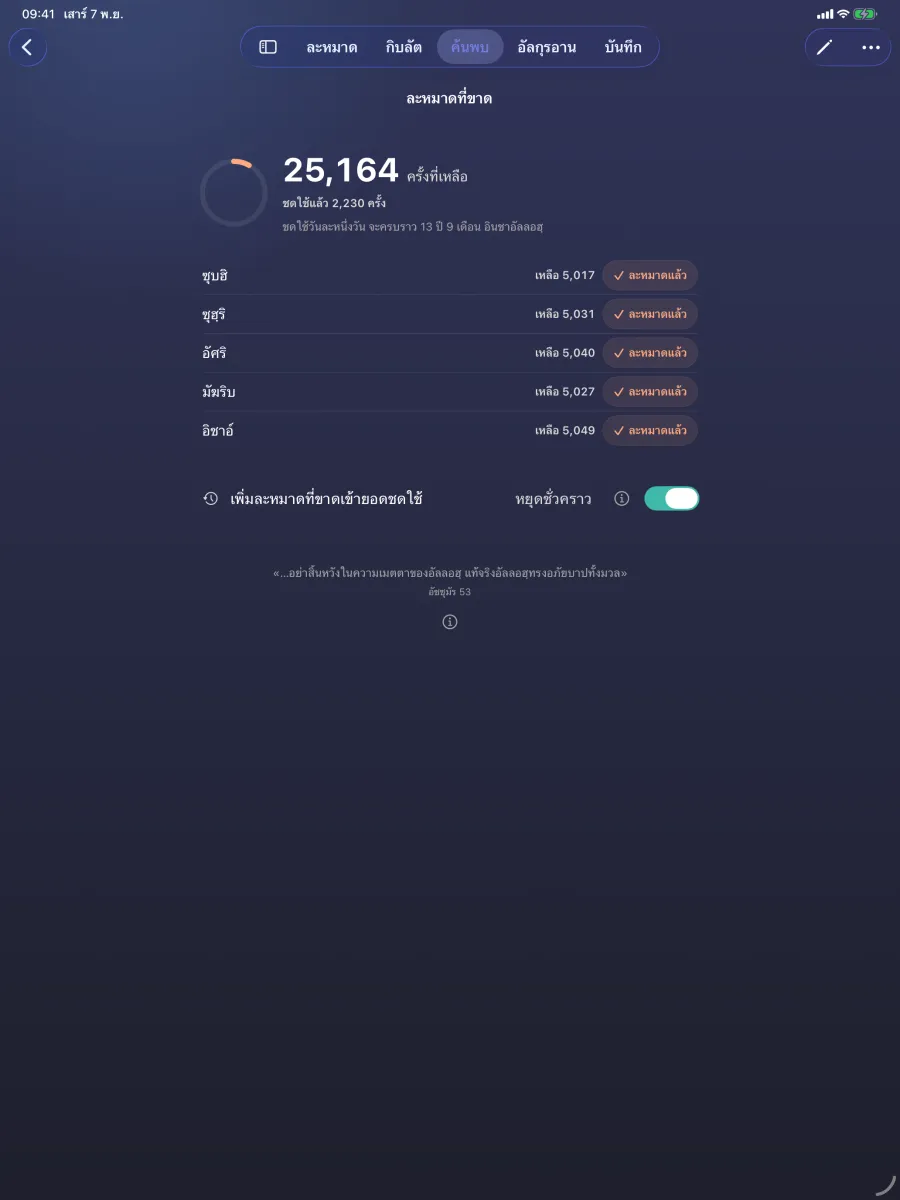 09:41 เสาร์ 7 พ.ย.
ละหมาด กิบลัต ค้นพบ อัลกุรอาน บันทึก
ละหมาดที่ขาด
25,164 ครั้งที่เหลือ
ชดใช้แล้ว 2,230 ครั้ง
ชดใช้วันละหนึ่งวัน จะครบราว 13 ปี 9 เดือน อินชาอัลลอฮฺ
ซุบฮิ เหลือ 5,017 ละหมาดแล้ว
ซุฮฺริ เหลือ 5,031 ละหมาดแล้ว
อัศริ เหลือ 5,040 ละหมาดแล้ว
มัฆริบ เหลือ 5,027 ละหมาดแล้ว
อิชาอ์ เหลือ 5,049 ละหมาดแล้ว
เพิ่มละหมาดที่ขาดเข้ายอดชดใช้ หยุดชั่วคราว
«...อย่าสิ้นหวังในความเมตตาของอัลลอฮฺ แท้จริงอัลลอฮฺทรงอภัยบาปทั้งมวล»
อัซซุมัร 53